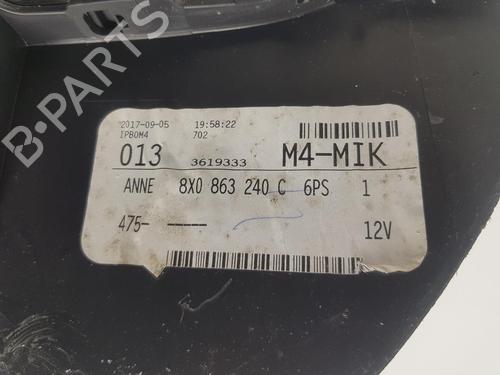 2017-09-05 19:58:22
IPBOM4 702
013 3619333 M4-MIK
ANNE 8X0 863 240 C 6PS 1
475- ----- 12V
B-PARTS